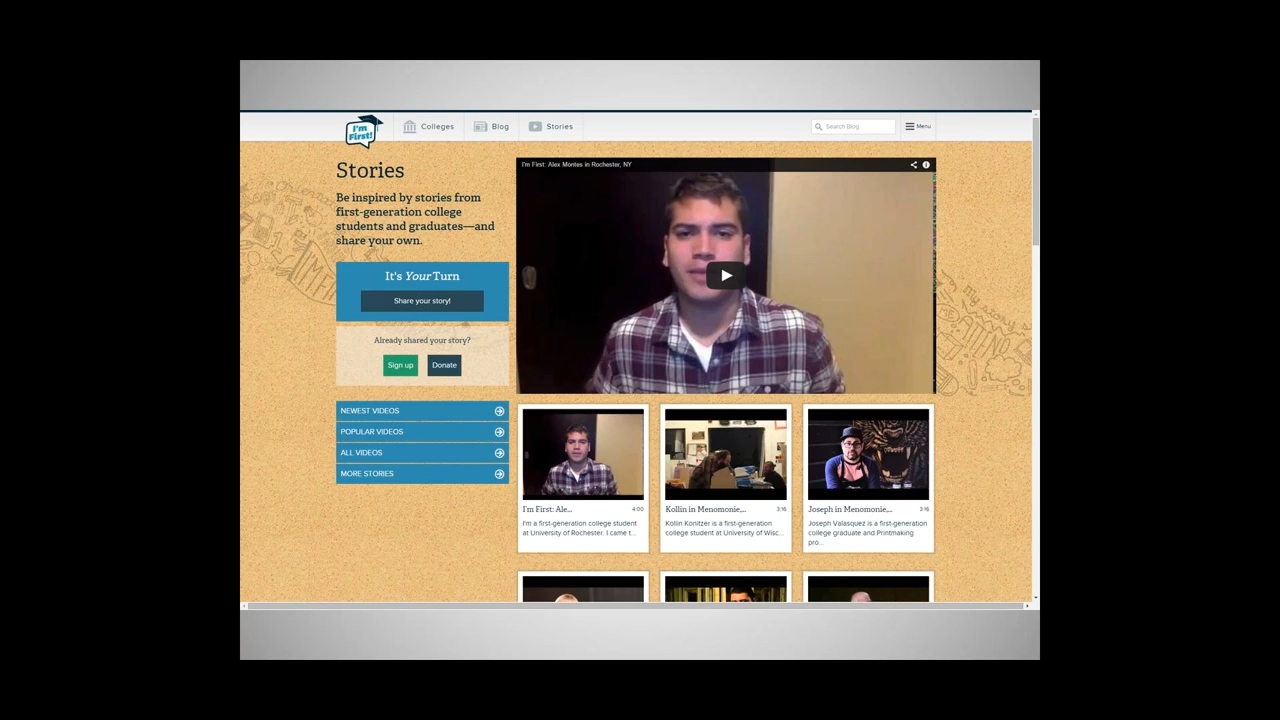 I'm First!
Colleges
Blog
Stories
Search Blog
Menu
Stories
Be inspired by stories from
first-generation college
students and graduates—and
share your own.
It's Your Turn
Share your story!
Already shared your story?
Sign up
Donate
NEWEST VIDEOS
POPULAR VIDEOS
ALL VIDEOS
MORE STORIES
I'm First: Alex Montes in Rochester, NY
I'm First: Ale...
4:00
I'm a first-generation college student
at University of Rochester. I came t...
Kollin in Menomonie,...
3:16
Kollin Konitzer is a first-generation
college student at University of Wisc...
Joseph in Menomonie,...
3:16
Joseph Velasquez is a first-generation
college graduate and Printmaking
pro...